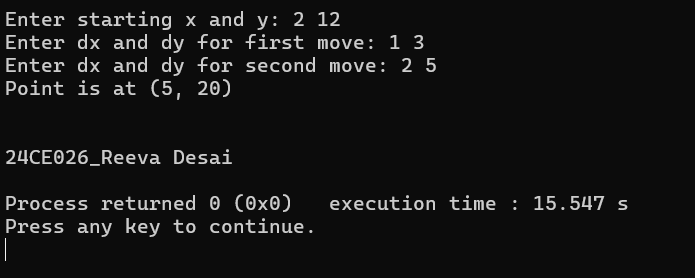 Enter starting x and y: 2 12
Enter dx and dy for first move: 1 3
Enter dx and dy for second move: 2 5
Point is at (5, 20)
24CE026_Reeva Desai
Process returned 0 (0x0)   execution time : 15.547 s
Press any key to continue.